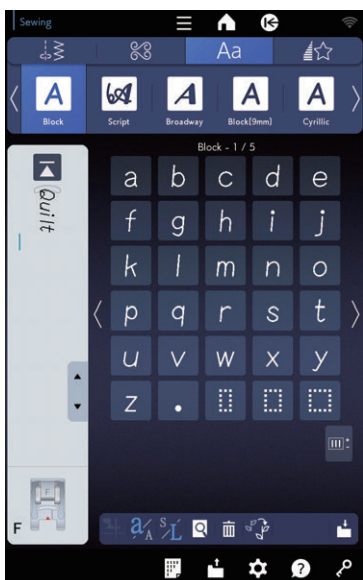 Sewing
Aa
A
A
A
A
A
Block
Script
Broadway
Block(9mm)
Cyrillic
Block - 1 / 5
Quilt
a b c d e
f g h i j
k l m n o
p q r s t
u v w x y
z .
F
F
a/A S/L
?